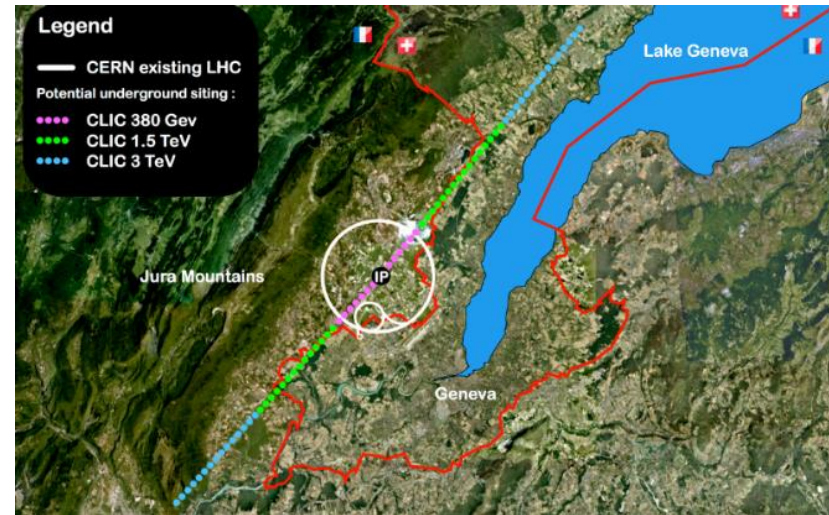 Legend
CERN existing LHC
Potential underground siting :
CLIC 380 Gev
CLIC 1.5 TeV
CLIC 3 TeV
Lake Geneva
Jura Mountains
IP
Geneva